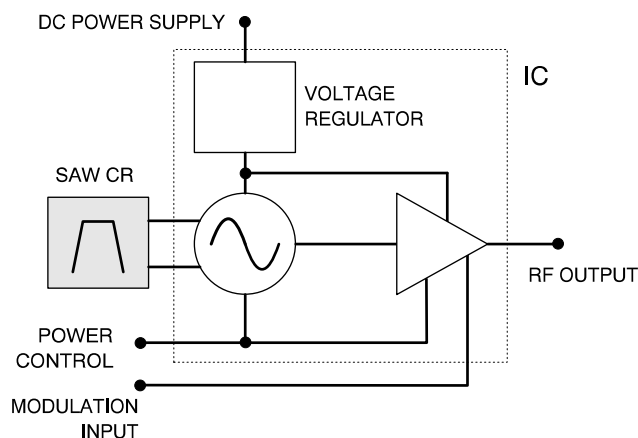 DC POWER SUPPLY
IC
VOLTAGE
REGULATOR
SAW CR
RF OUTPUT
POWER
CONTROL
MODULATION
INPUT